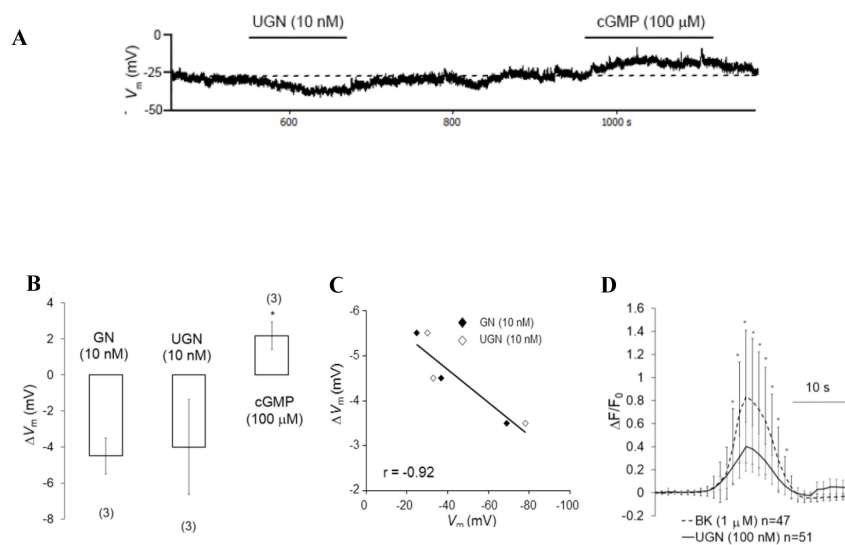 A
UGN (10 nM)
cGMP (100 µM)
Vm (mV)
0
-25
-50
600
800
1000 s
B
4
2
0
-2
-4
-6
-8
ΔVm (mV)
GN
(10 nM)
UGN
(10 nM)
(3)
*
cGMP
(100 µM)
(3)
(3)
C
-6
-5
-4
-3
-2
ΔVm (mV)
GN (10 nM)
UGN (10 nM)
r = -0.92
0
-20
-40
-60
-80
-100
Vm (mV)
D
1.6
1.4
1.2
1
0.8
0.6
0.4
0.2
0
-0.2
ΔF/F0
* * * * * * * *
10 s
BK (1 µM) n=47
UGN (100 nM) n=51